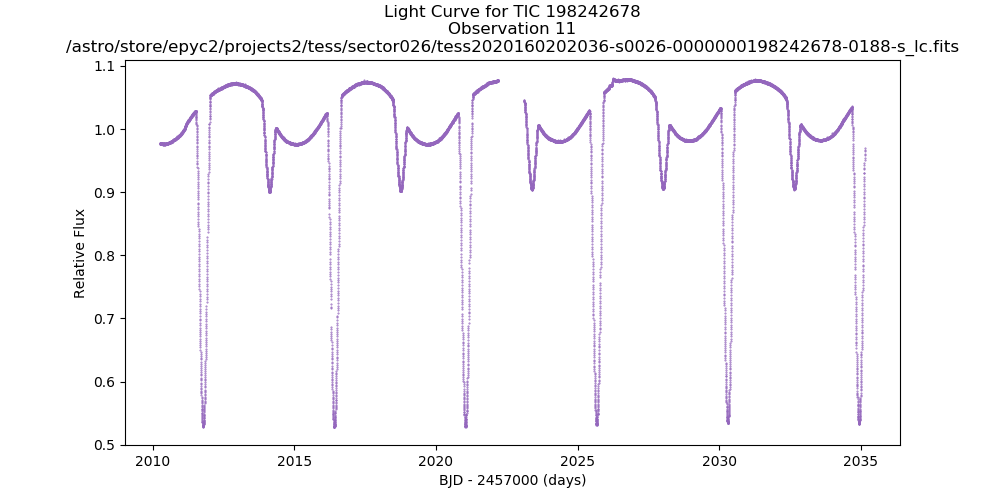 Light Curve for TIC 198242678
Observation 11
/astro/store/epyc2/projects2/tess/sector026/tess2020160202036-s0026-0000000198242678-0188-s_lc.fits
1.1
1.0
0.9
0.8
0.7
0.6
0.5
Relative Flux
2010 2015 2020 2025 2030 2035
BJD - 2457000 (days)